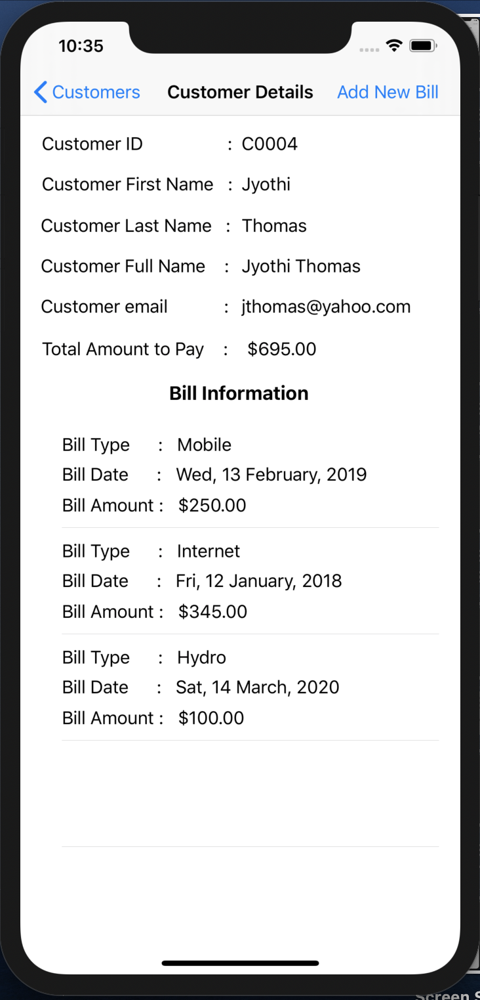 10:35
Customers Customer Details Add New Bill
Customer ID : C0004
Customer First Name : Jyothi
Customer Last Name : Thomas
Customer Full Name : Jyothi Thomas
Customer email : jthomas@yahoo.com
Total Amount to Pay : $695.00
Bill Information
Bill Type : Mobile
Bill Date : Wed, 13 February, 2019
Bill Amount : $250.00
Bill Type : Internet
Bill Date : Fri, 12 January, 2018
Bill Amount : $345.00
Bill Type : Hydro
Bill Date : Sat, 14 March, 2020
Bill Amount : $100.00
Screen S